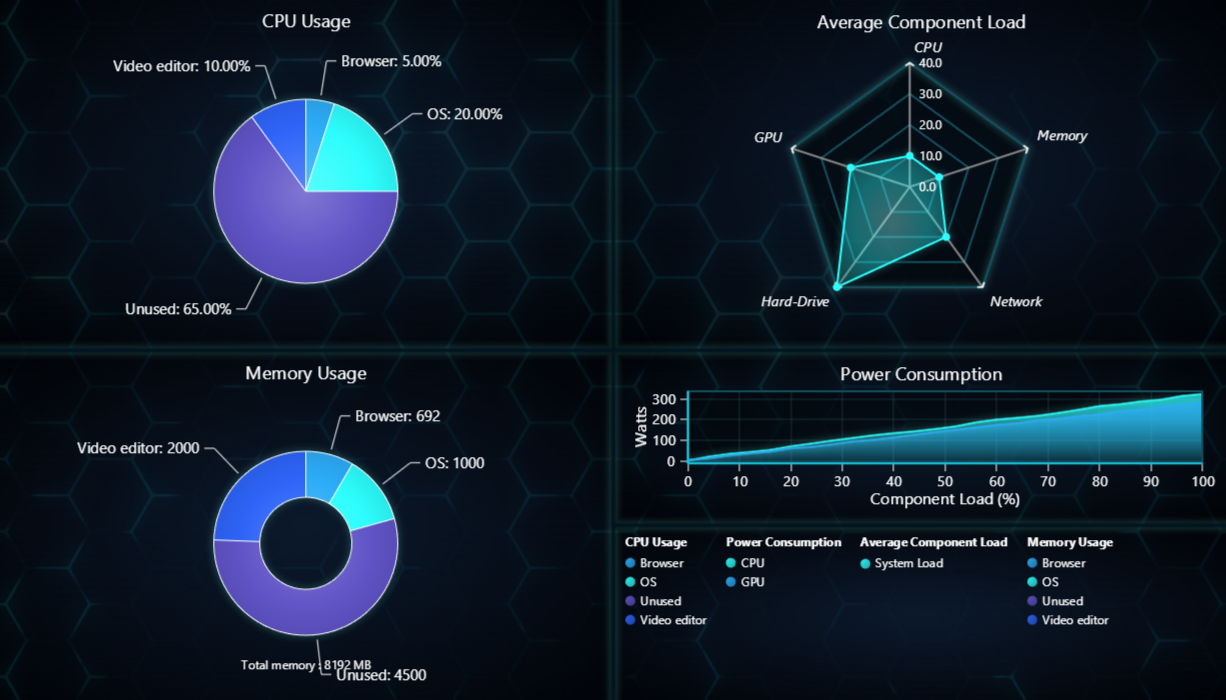 CPU Usage
Video editor: 10.00%
Browser: 5.00%
OS: 20.00%
Unused: 65.00%
Average Component Load
CPU
40.0
30.0
20.0
10.0
0.0
GPU
Memory
Hard-Drive
Network
Memory Usage
Browser: 692
Video editor: 2000
OS: 1000
Total memory : 8192 MB
Unused: 4500
Power Consumption
Watts
300
200
100
0
0 10 20 30 40 50 60 70 80 90 100
Component Load (%)
CPU Usage Power Consumption Average Component Load Memory Usage
Browser CPU System Load Browser
OS GPU OS
Unused Unused
Video editor Video editor